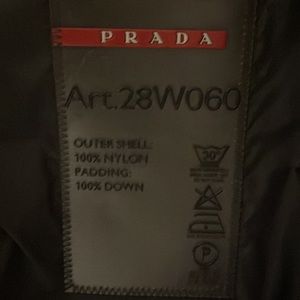 PRADA
Art.28W060
OUTER SHELL:
100% NYLON
PADDING:
100% DOWN
30°
P